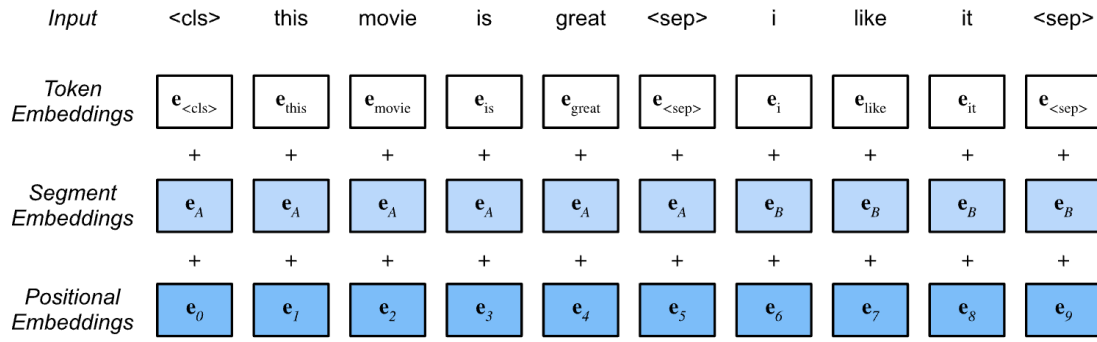 Input <cls> this movie is great <sep> i like it <sep>
Token Embeddings e<cls> ethis emovie eis egreat e<sep> ei elike eit e<sep>
+ + + + + + + + + +
Segment Embeddings eA eA eA eA eA eA eB eB eB eB
+ + + + + + + + + +
Positional Embeddings e0 e1 e2 e3 e4 e5 e6 e7 e8 e9